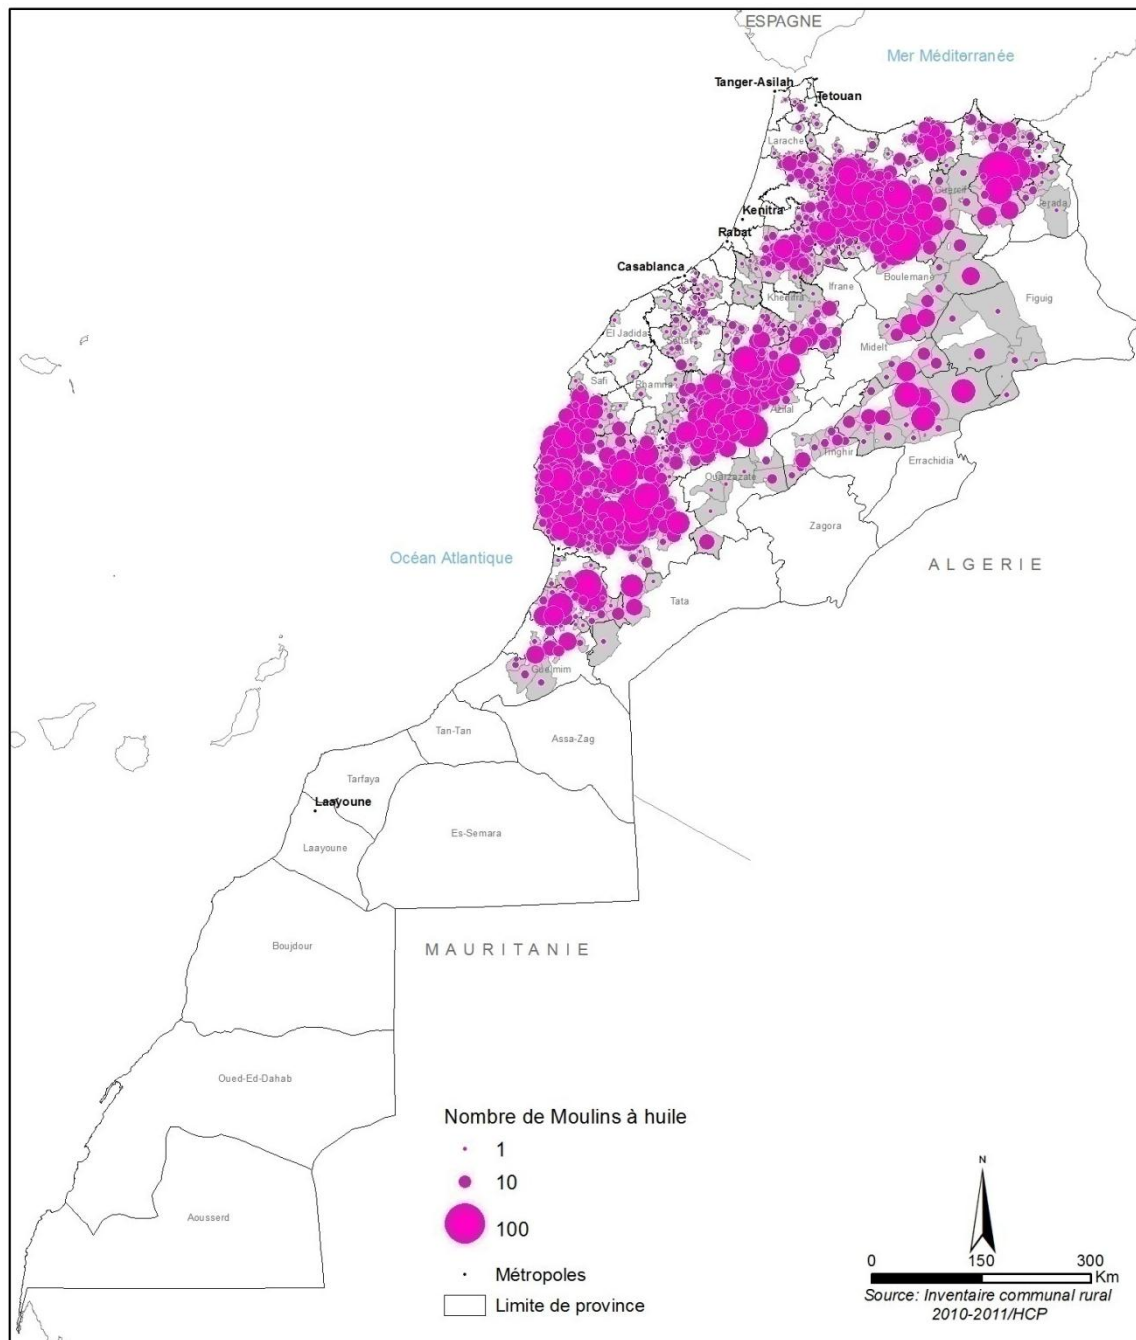 ESPAGNE
Mer Méditerranée
Tanger-Asilah
Tetouan
Larache
Kenitra
Guercif
Jerada
Rabat
Casablanca
Boulemane
Ifrane
Khenifra
Figuig
El Jadida
Settat
Midelt
Safi
Rhamna
Azilal
Tinghir
Errachidia
Ouarzazate
Zagora
Océan Atlantique
ALGERIE
Tata
Guelmim
Tan-Tan
Assa-Zag
Tarfaya
Laayoune
Es-Semara
Laayoune
Boujdour
MAURITANIE
Oued-Ed-Dahab
Aousserd
Nombre de Moulins à huile
1
10
100
Métropoles
Limite de province
N
0 150 300
Km
Source: Inventaire communal rural
2010-2011/HCP